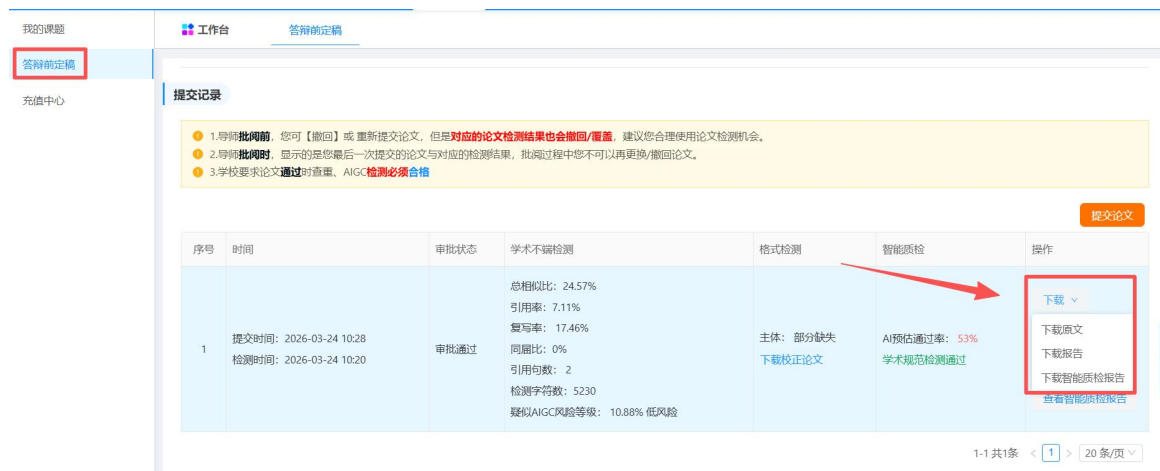 我的课题
工作台
答辩前定稿
答辩前定稿
充值中心
提交记录
1.导师批阅前，您可【撤回】或 重新提交论文，但是对应的论文检测结果也会撤回/覆盖，建议您合理使用论文检测机会。
2.导师批阅时，显示的是您最后一次提交的论文与对应的检测结果，批阅过程中您不可以再更换/撤回论文。
3.学校要求论文通过时查重、AIGC检测必须合格
提交论文
序号 时间 审批状态 学术不端检测 格式检测 智能质检 操作
1
提交时间：2026-03-24 10:28
检测时间：2026-03-24 10:20
审批通过
总相似比：24.57%
引用率：7.11%
复写率： 17.46%
同届比：0%
引用句数： 2
检测字符数：5230
疑似AIGC风险等级： 10.88% 低风险
主体： 部分缺失
下载校正论文
AI预估通过率： 53%
学术规范检测通过
下载
下载原文
下载报告
下载智能质检报告
查看智能质检报告
1-1 共1条 < 1 > 20 条/页